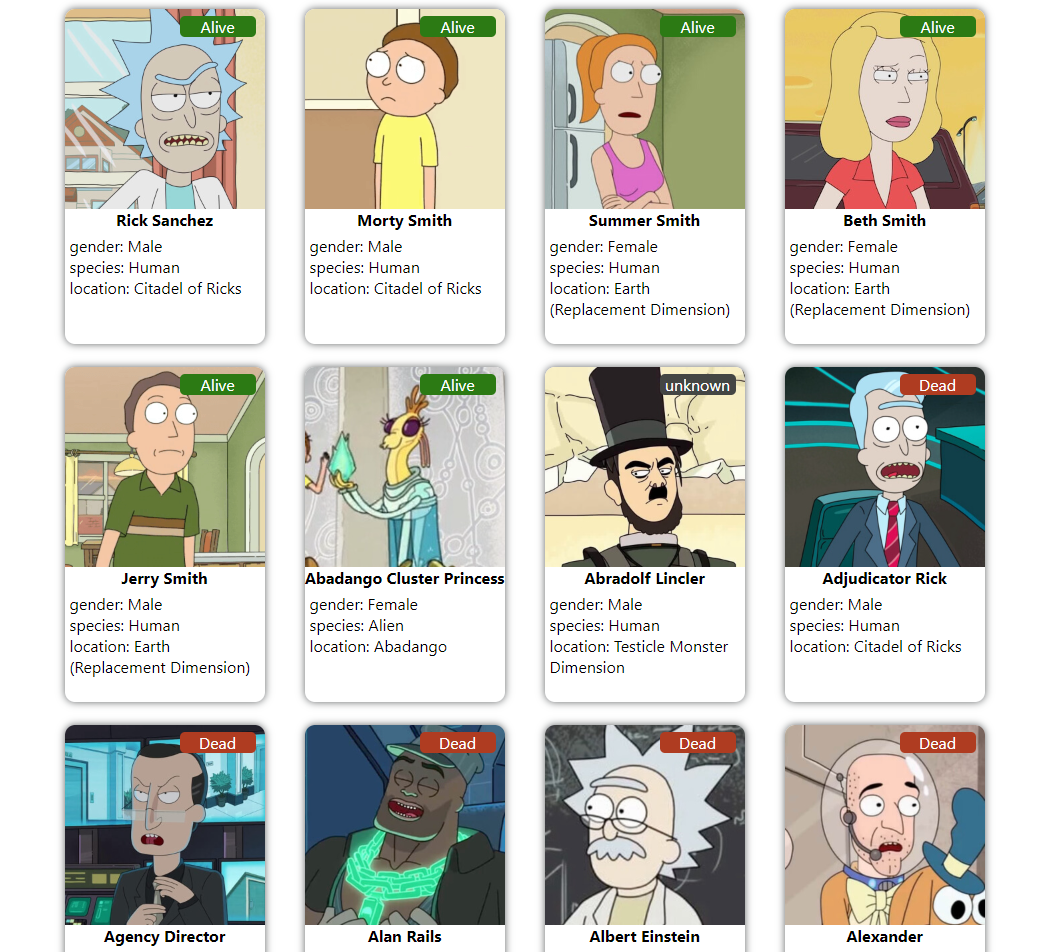 Alive
Alive
Alive
Alive
Rick Sanchez
gender: Male
species: Human
location: Citadel of Ricks
Morty Smith
gender: Male
species: Human
location: Citadel of Ricks
Summer Smith
gender: Female
species: Human
location: Earth
(Replacement Dimension)
Beth Smith
gender: Female
species: Human
location: Earth
(Replacement Dimension)
Alive
Alive
unknown
Dead
Jerry Smith
gender: Male
species: Human
location: Earth
(Replacement Dimension)
Abadango Cluster Princess
gender: Female
species: Alien
location: Abadango
Abradolf Lincler
gender: Male
species: Human
location: Testicle Monster
Dimension
Adjudicator Rick
gender: Male
species: Human
location: Citadel of Ricks
Dead
Dead
Dead
Dead
Agency Director
Alan Rails
Albert Einstein
Alexander